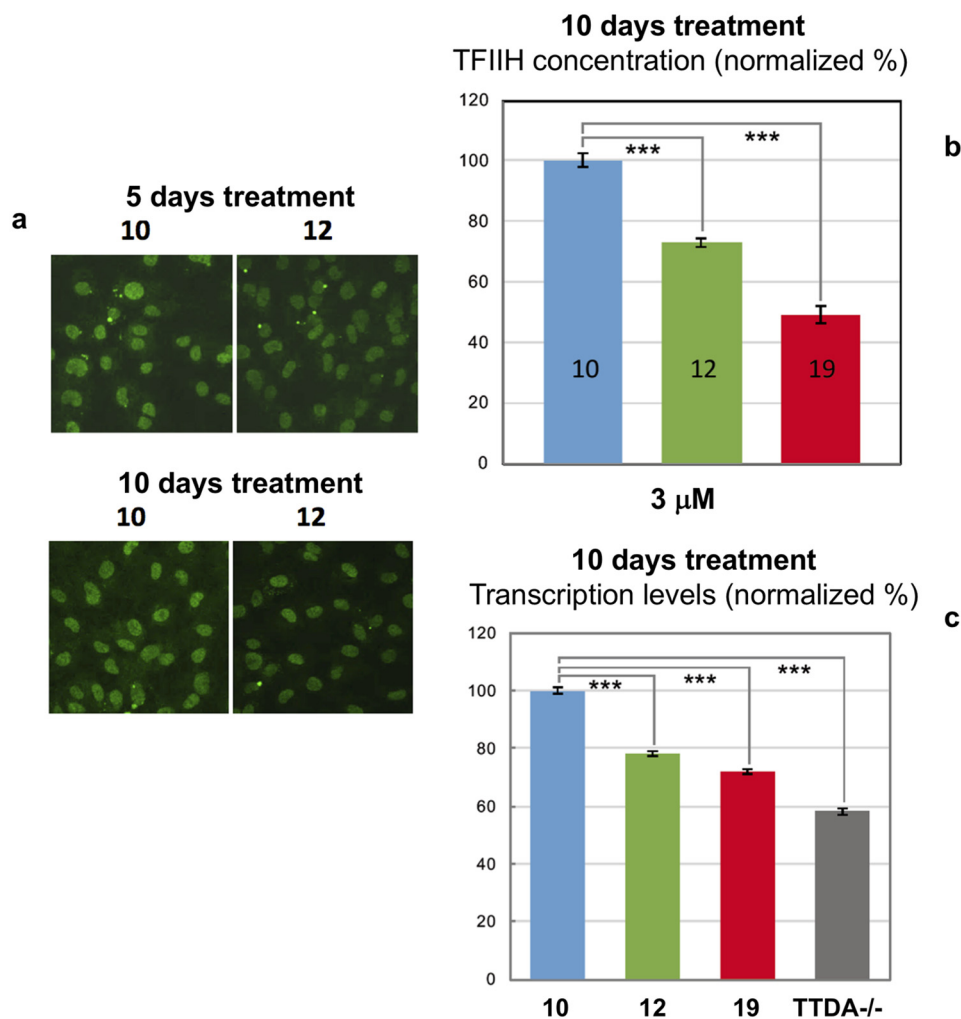 a
5 days treatment
10 12
10 days treatment
10 12
10 days treatment
TFIIH concentration (normalized %)
b
120
100
80
60
40
20
0
*** ***
10 12 19
3 μM
10 days treatment
Transcription levels (normalized %)
c
120
100
80
60
40
20
0
*** *** ***
10 12 19 TTDA-/-